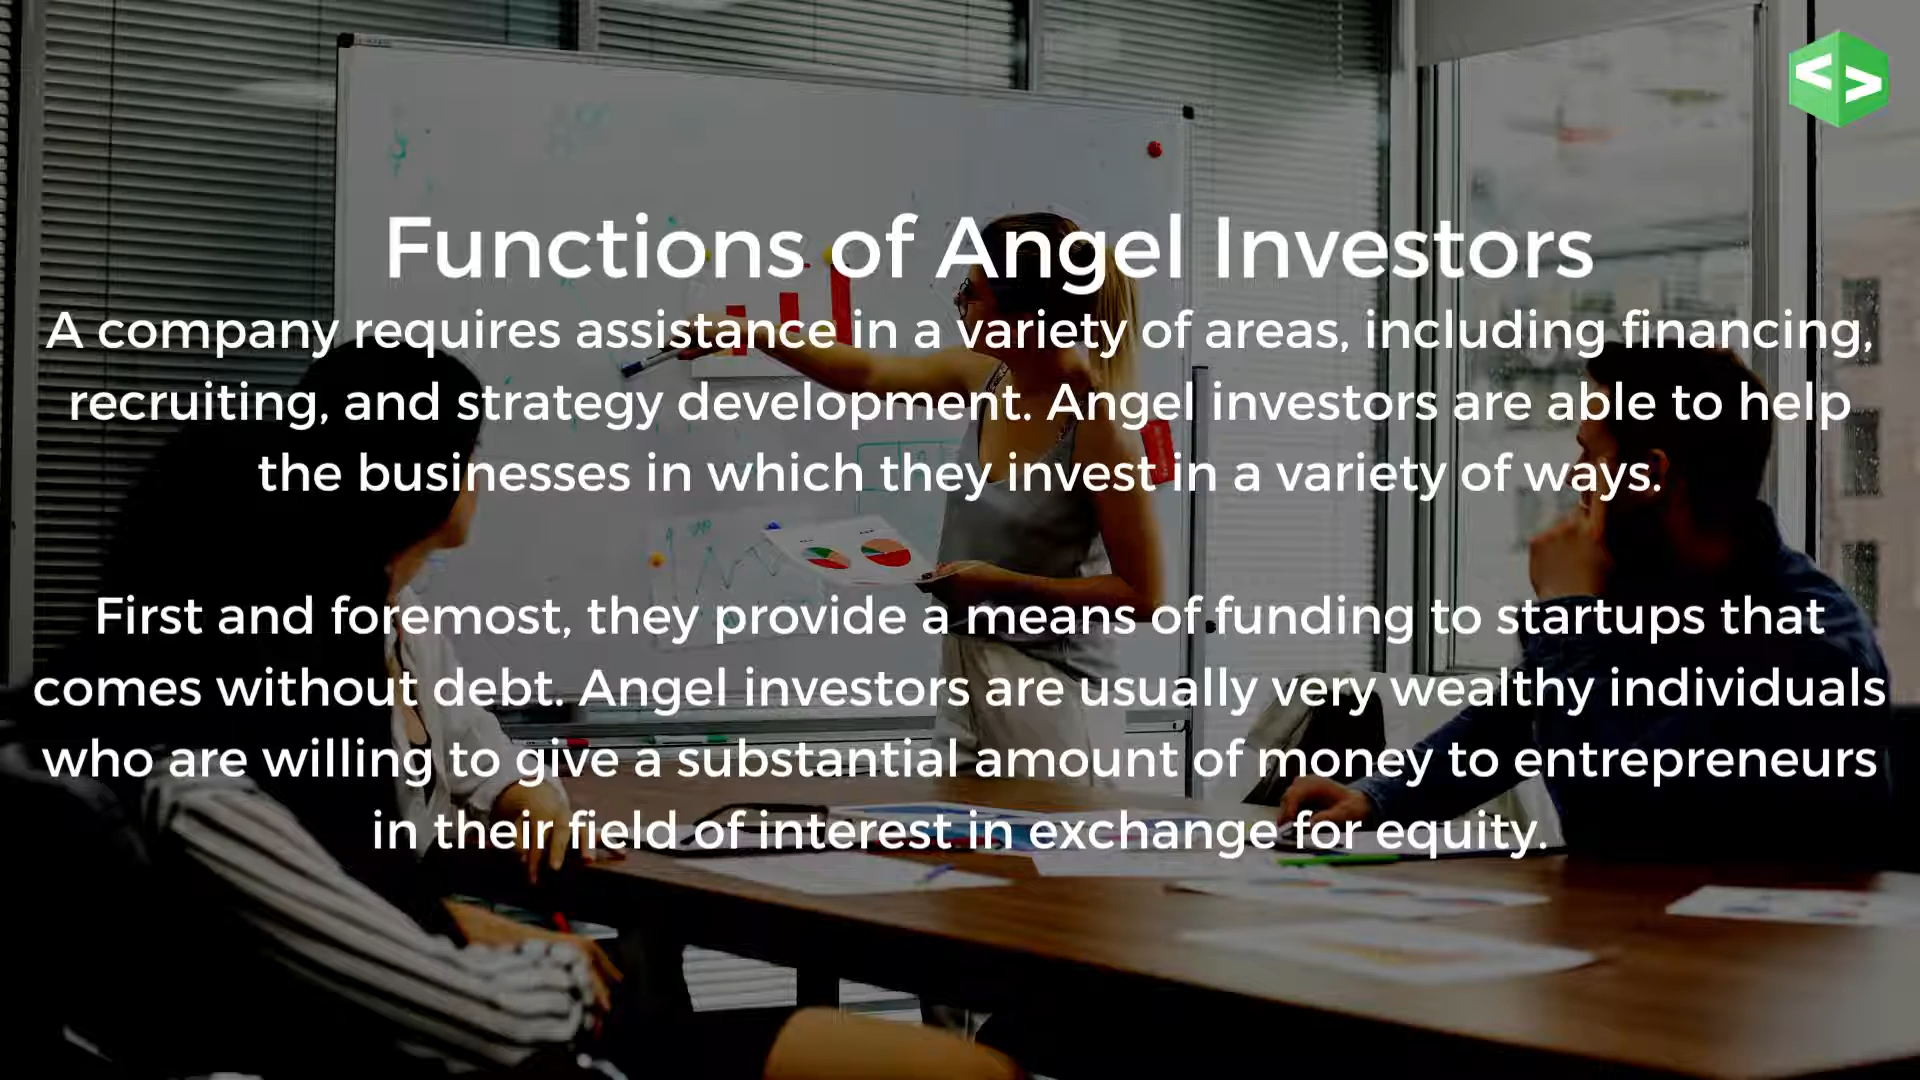 Functions of Angel Investors
A company requires assistance in a variety of areas, including financing,
recruiting, and strategy development. Angel investors are able to help
the businesses in which they invest in a variety of ways.
First and foremost, they provide a means of funding to startups that
comes without debt. Angel investors are usually very wealthy individuals
who are willing to give a substantial amount of money to entrepreneurs
in their field of interest in exchange for equity.